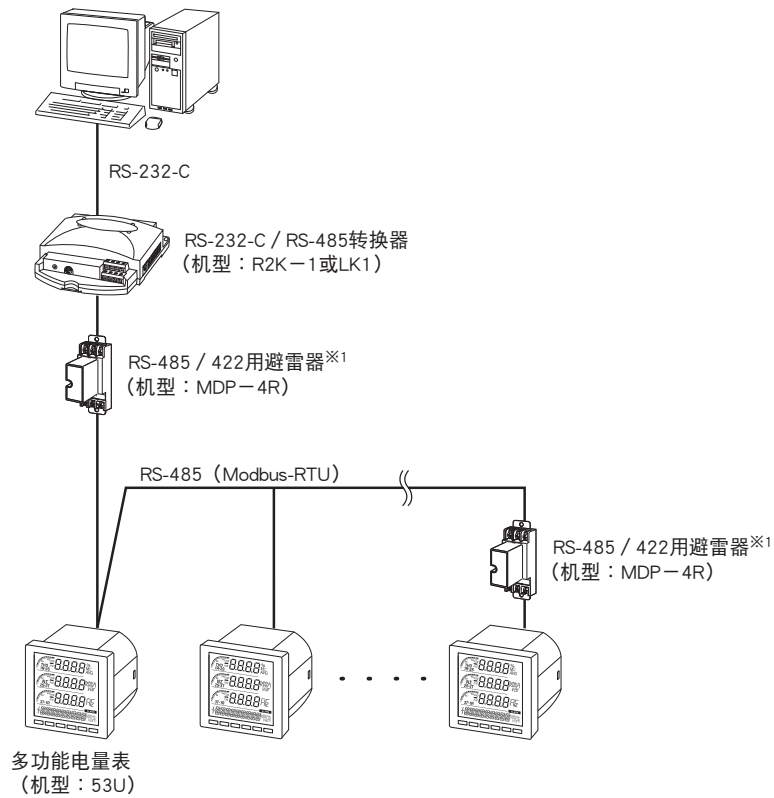 RS-232-C
RS-232-C / RS-485转换器
（机型：R2K－1或LK1）
RS-485 / 422用避雷器※1
（机型：MDP－4R）
RS-485（Modbus-RTU）
RS-485 / 422用避雷器※1
（机型：MDP－4R）
多功能电量表
（机型：53U）